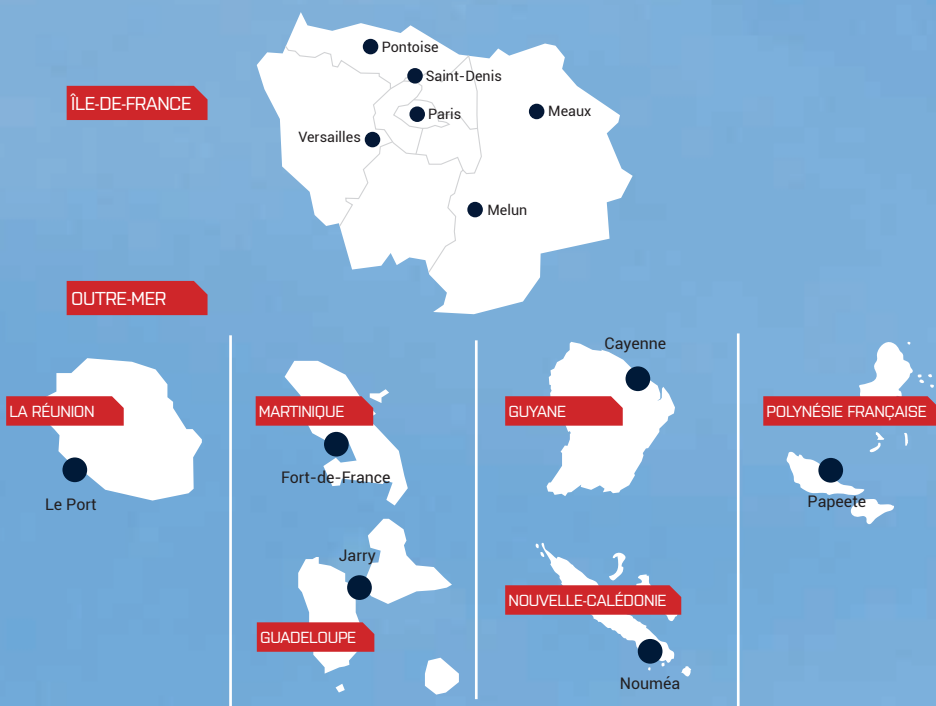 Pontoise
Saint-Denis
ÎLE-DE-FRANCE
Paris
Meaux
Versailles
Melun
OUTRE-MER
LA RÉUNION
Le Port
MARTINIQUE
Fort-de-France
Jarry
GUADELOUPE
Cayenne
GUYANE
NOUVELLE-CALÉDONIE
Nouméa
POLYNÉSIE FRANÇAISE
Papeete